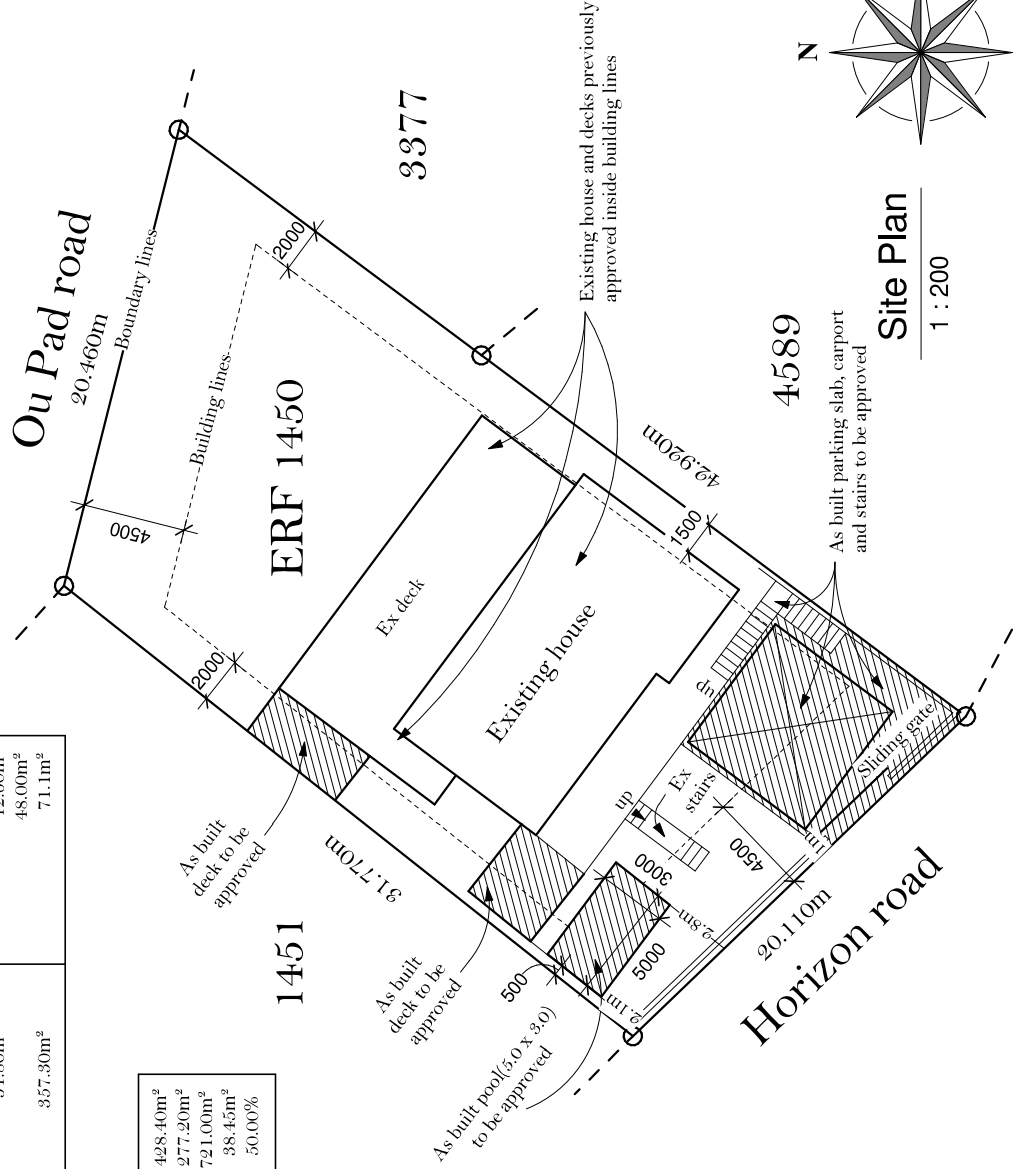 Ou Pad road
20.460m
Boundary lines
3377
Existing house and decks previously
approved inside building lines
N
2000
Building lines
4500
ERF 1450
4589
Site Plan
1 : 200
As built parking slab, carport
and stairs to be approved
42.920m
1500
Ex deck
Existing house
2000
As built
deck to be
approved
31.770m
1451
As built
deck to be
approved
up
up
Ex
stairs
Sliding gate
1m
4500
3000
2.8m
5000
500
2.1m
20.110m
Horizon road
As built pool(5.0 x 3.0)
to be approved
48.00m²
71.1m²
357.30m²
428.40m²
277.20m²
721.00m²
38.45m²
50.00%